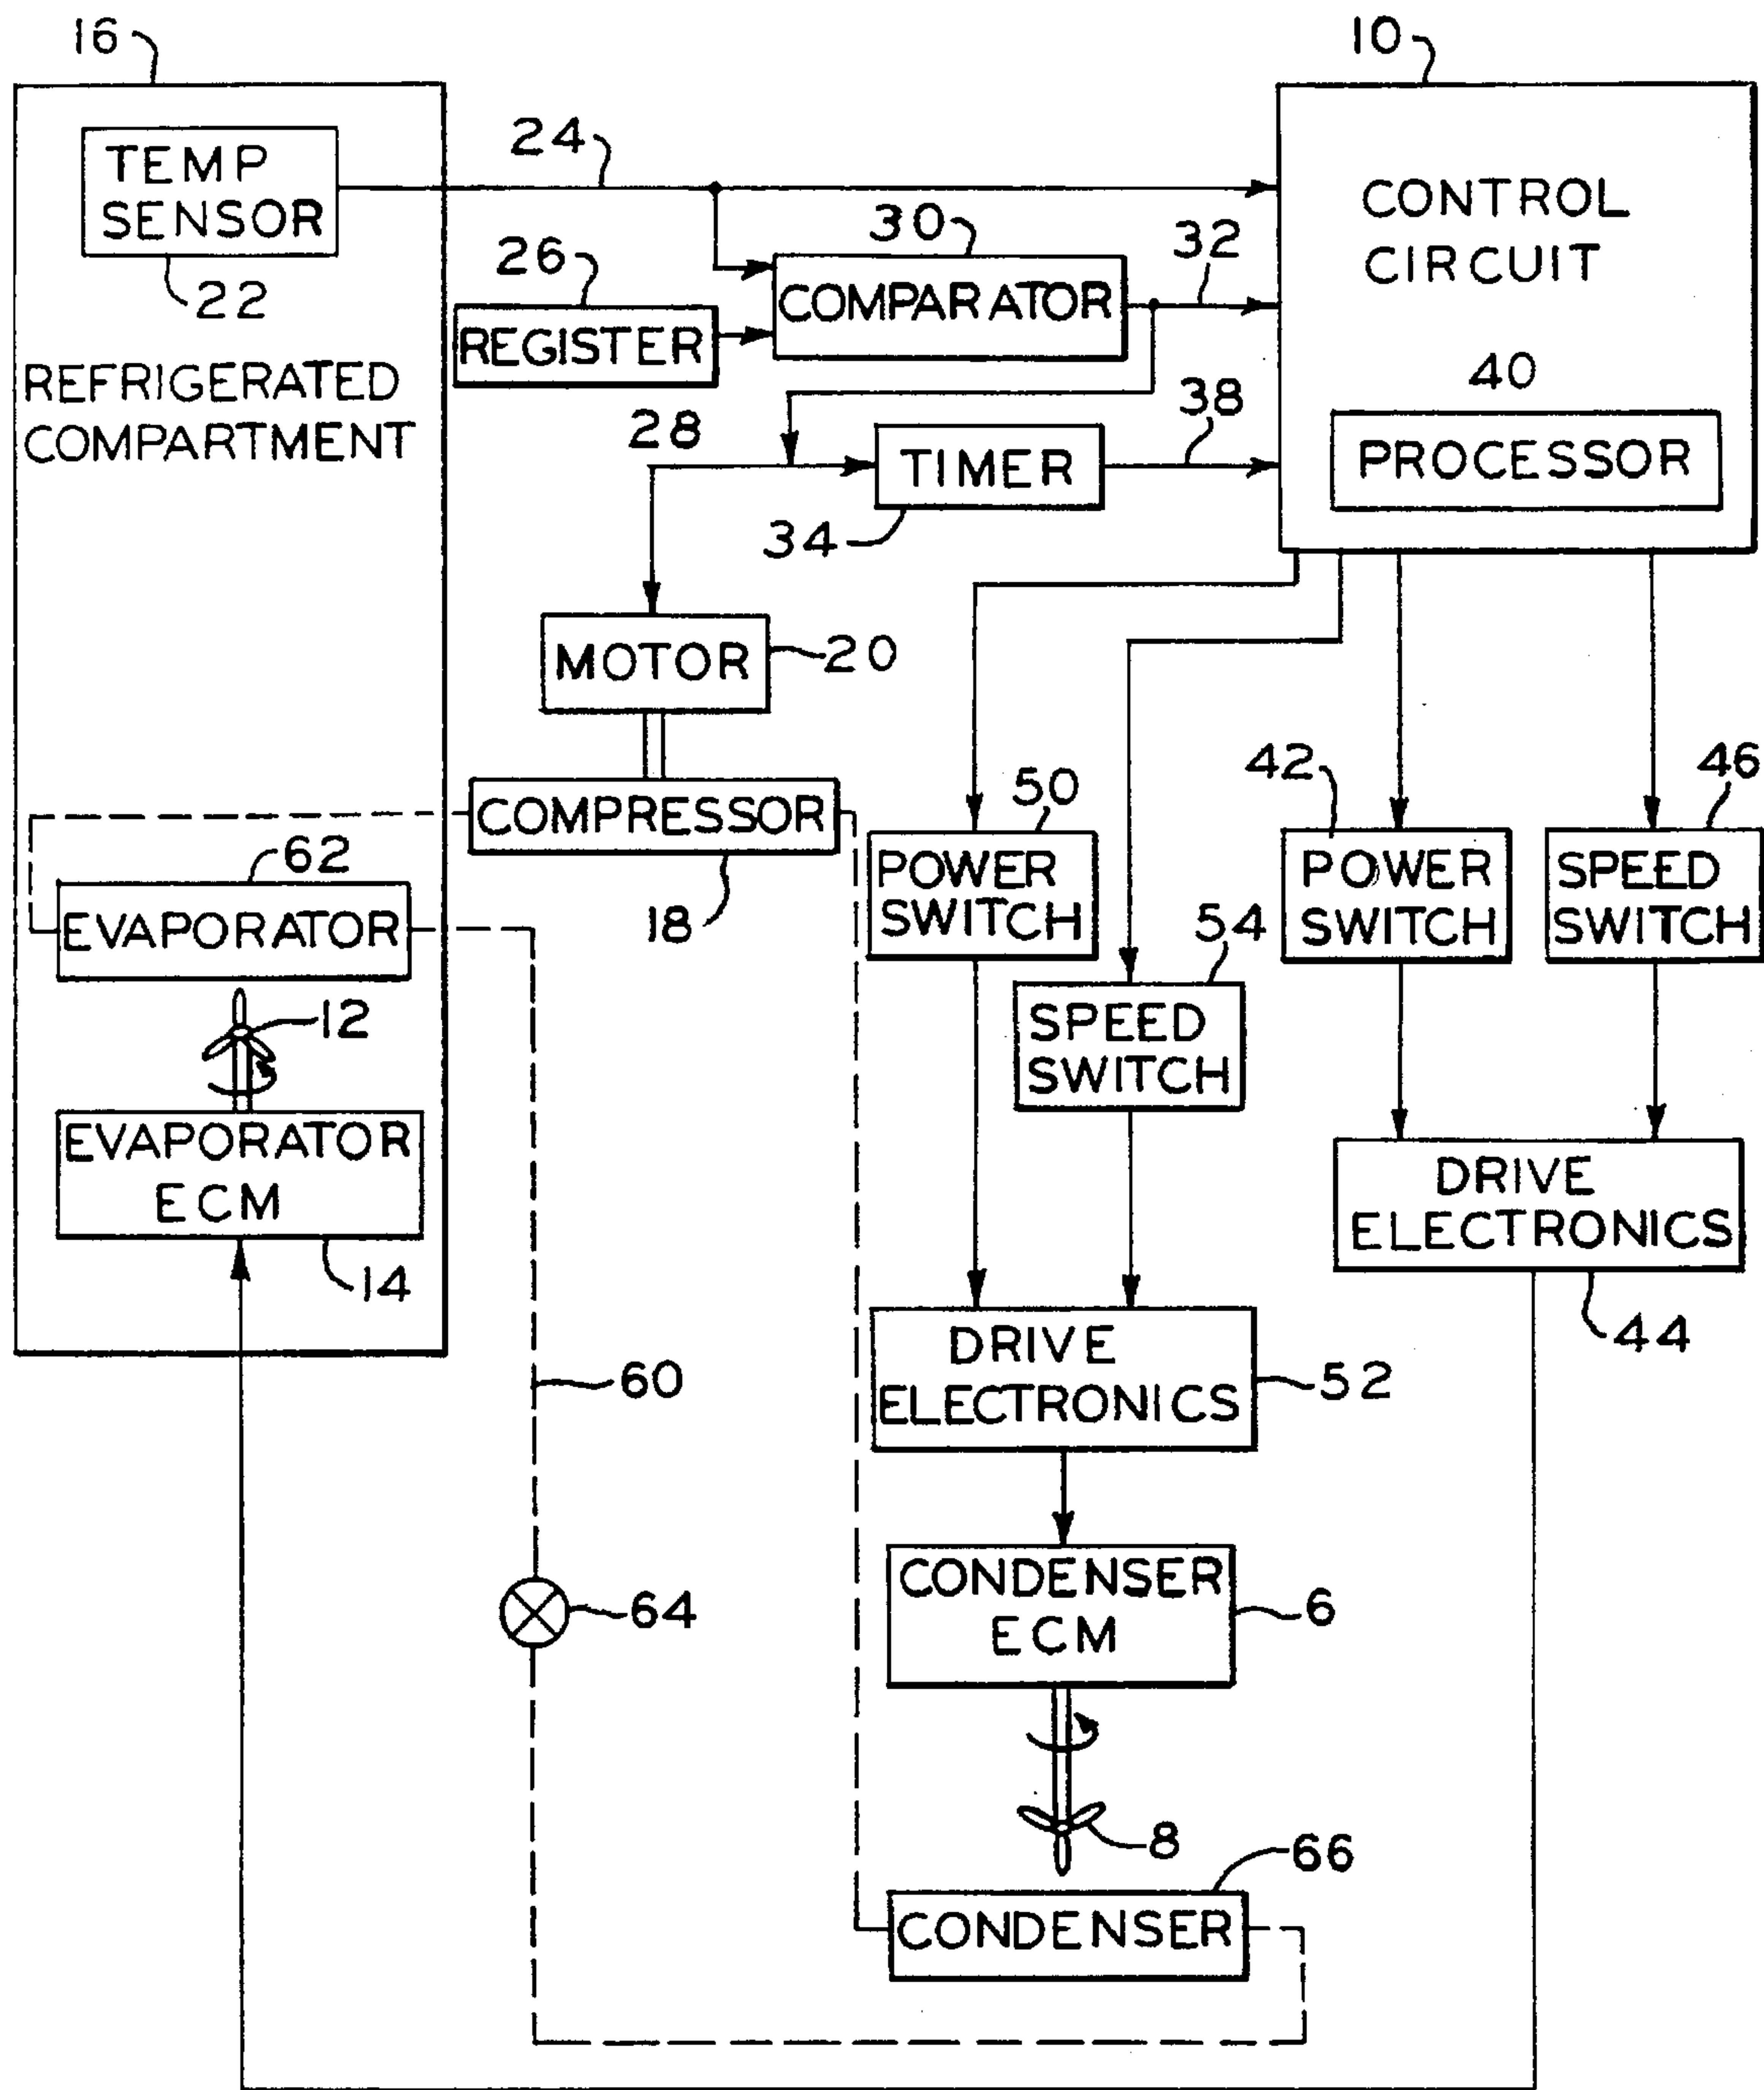 16
10
TEMP
SENSOR
22
24
CONTROL
CIRCUIT
30
32
26
COMPARATOR
REGISTER
REFRIGERATED
COMPARTMENT
40
PROCESSOR
28
38
TIMER
34
MOTOR
20
COMPRESSOR
18
50
42
46
POWER
SWITCH
POWER
SWITCH
SPEED
SWITCH
62
EVAPORATOR
54
12
SPEED
SWITCH
EVAPORATOR
ECM
14
DRIVE
ELECTRONICS
44
DRIVE
ELECTRONICS
52
60
CONDENSER
ECM
6
64
8
66
CONDENSER